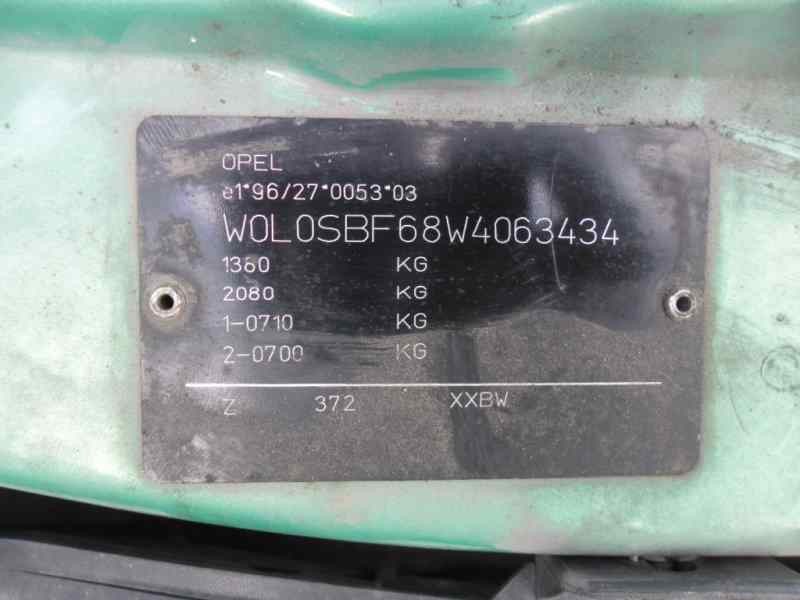 OPEL
e1*96/27*0053*03
W0L0SBF68W4063434
1360 KG
2080 KG
1-0710 KG
2-0700 KG
Z 372 XXBW